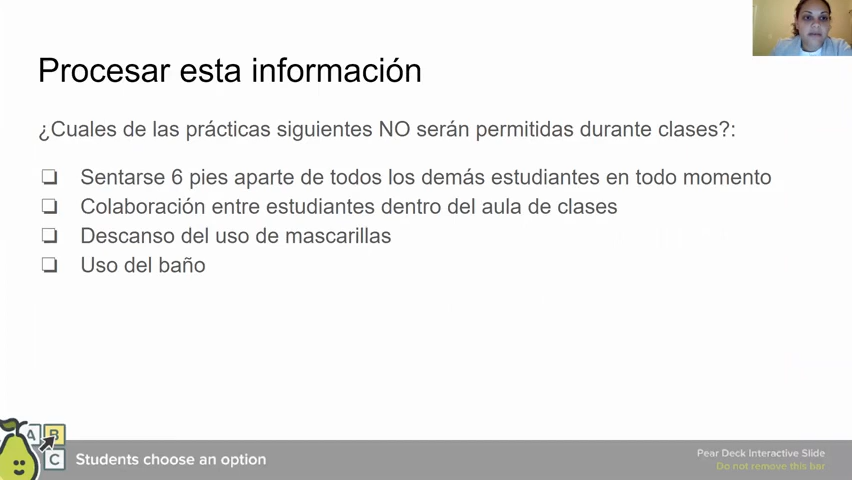 Procesar esta información
¿Cuales de las prácticas siguientes NO serán permitidas durante clases?:
Sentarse 6 pies aparte de todos los demás estudiantes en todo momento
Colaboración entre estudiantes dentro del aula de clases
Descanso del uso de mascarillas
Uso del baño
A B
C
Students choose an option
Pear Deck Interactive Slide
Do not remove this bar